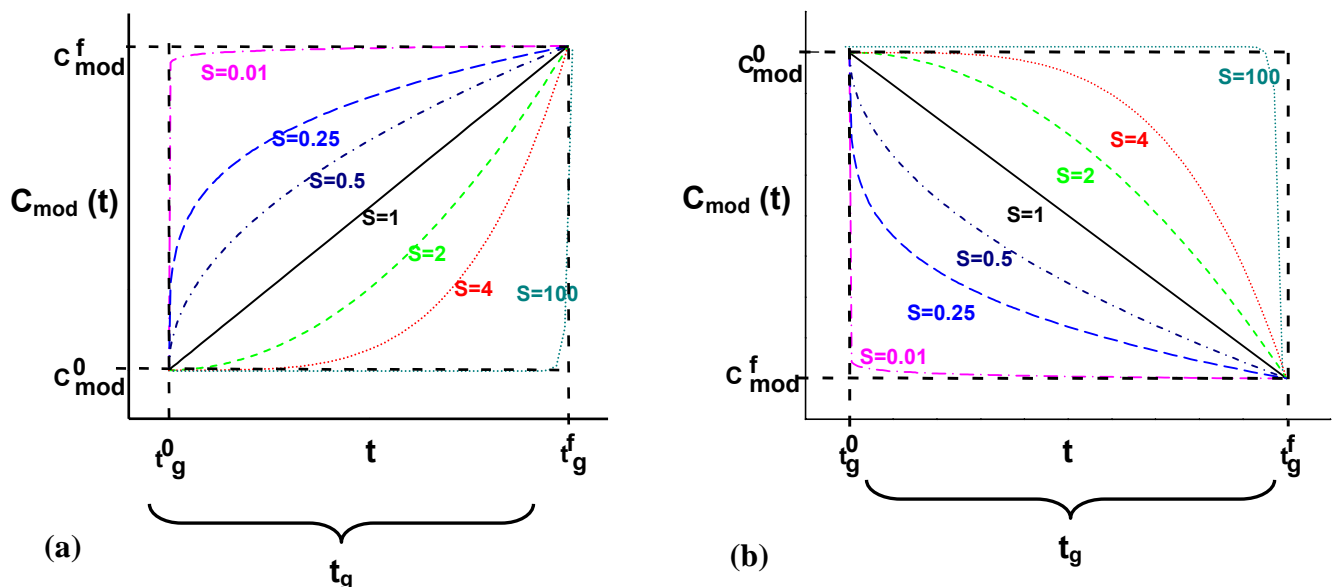 C^f_mod
S=0.01
S=0.25
S=0.5
C_mod (t)
S=1
S=2
S=4
S=100
C^0_mod
t^0_g
t
t^f_g
(a)
t_g
C^0_mod
S=100
S=4
S=2
C_mod (t)
S=1
S=0.5
S=0.25
S=0.01
C^f_mod
t^0_g
t
t^f_g
(b)
t_g